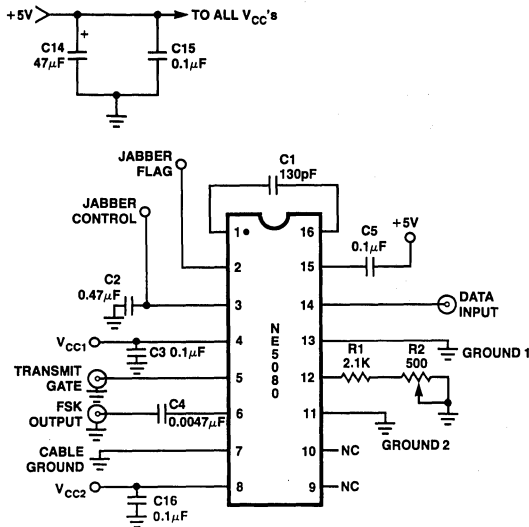 +5V
TO ALL VCC's
+
C14
47µF
C15
0.1µF
JABBER
FLAG
C1
130pF
JABBER
CONTROL
C5
0.1µF
+5V
1
16
2
15
C2
0.47µF
3
14
DATA
INPUT
NE5080
VCC1
C3 0.1µF
4
13
GROUND 1
TRANSMIT
GATE
5
12
R1
2.1K
R2
500
FSK
OUTPUT
C4
0.0047µF
6
11
GROUND 2
CABLE
GROUND
7
10
NC
VCC2
C16
0.1µF
8
9
NC